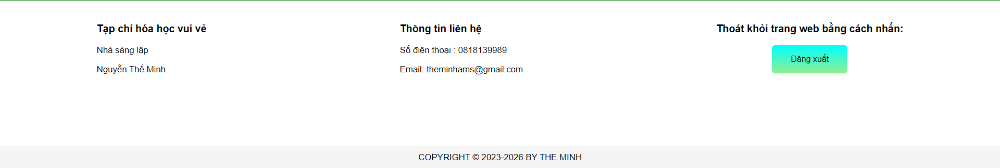 Tạp chí hóa học vui vẻ
Nhà sáng lập
Nguyễn Thế Minh
Thông tin liên hệ
Số điện thoại : 0818139989
Email: theminhams@gmail.com
Thoát khỏi trang web bằng cách nhấn:
Đăng xuất
COPYRIGHT © 2023-2026 BY THE MINH